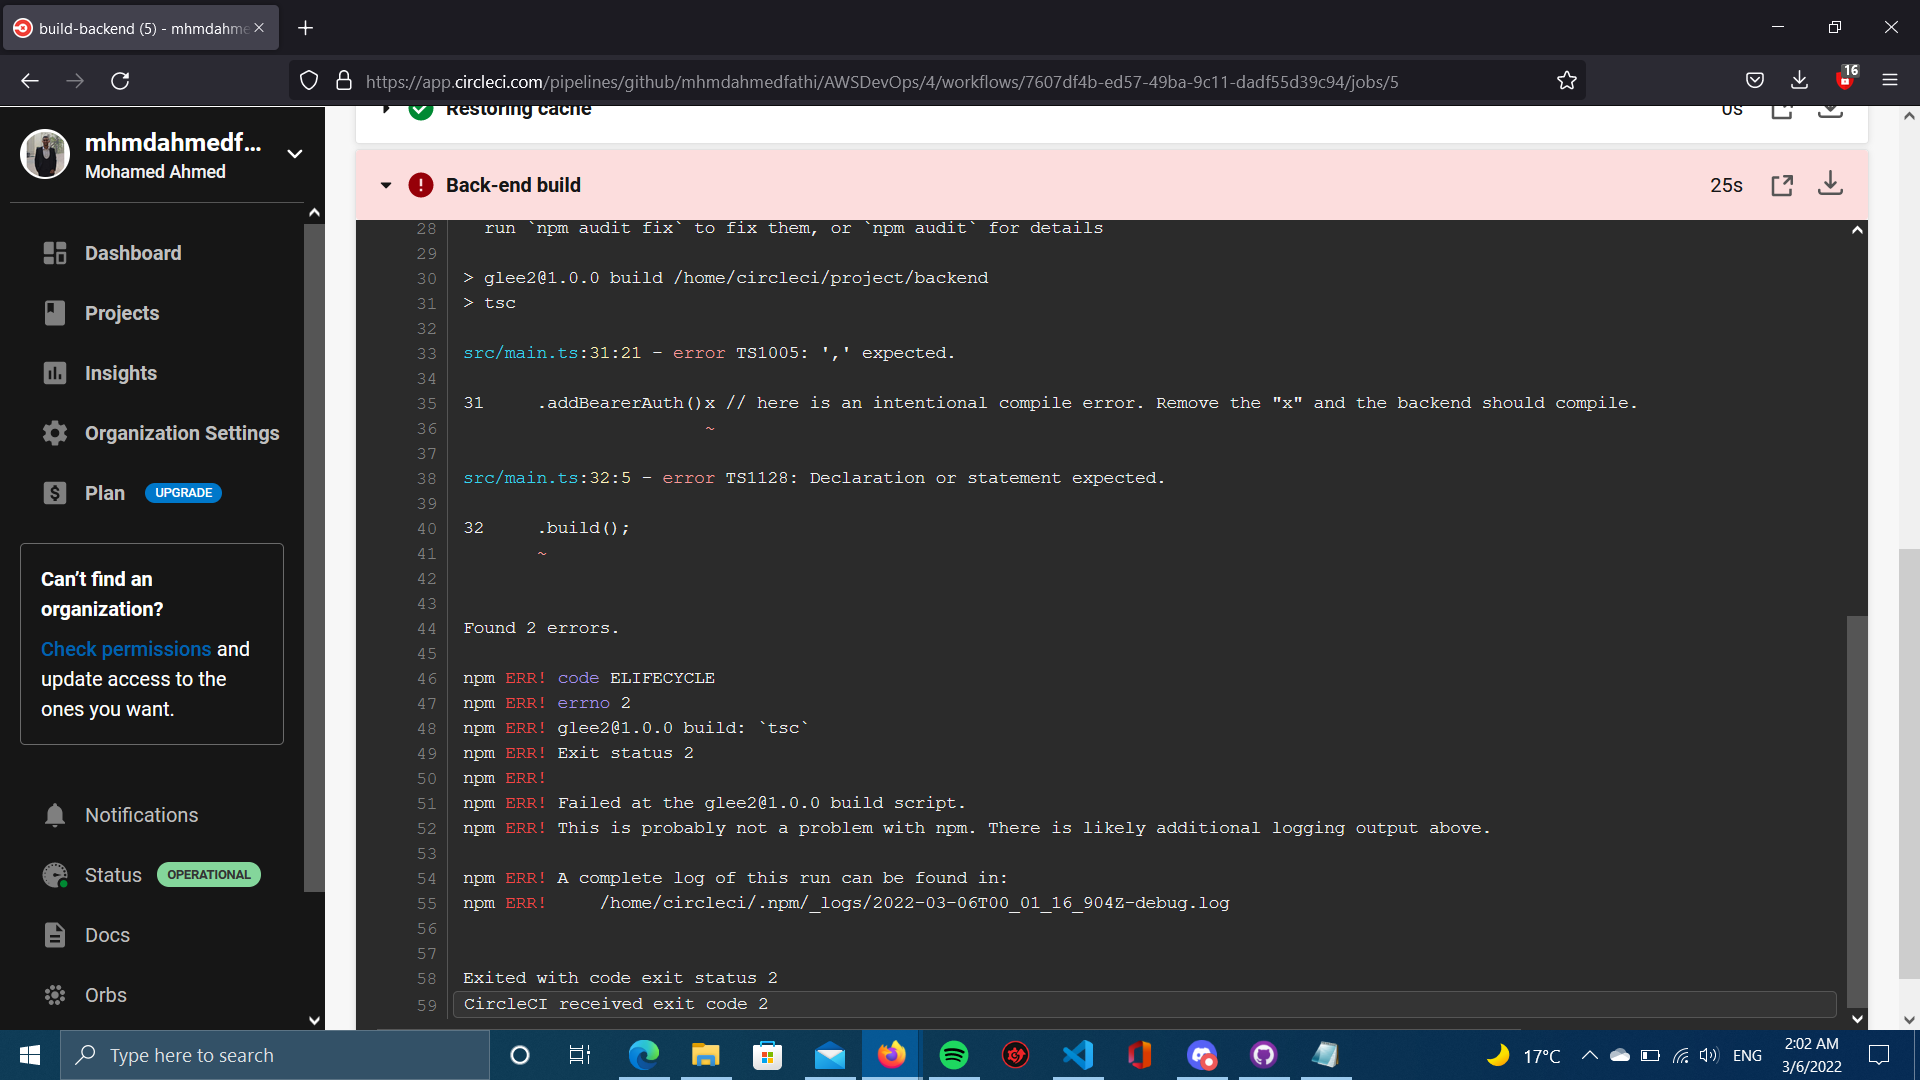 build-backend (5) - mhmdahme
https://app.circleci.com/pipelines/github/mhmdahmedfathi/AWSDevOps/4/workflows/7607df4b-ed57-49ba-9c11-dadf55d39c94/jobs/5
16
mhmdahmedf...
Mohamed Ahmed
Dashboard
Projects
Insights
Organization Settings
Plan UPGRADE
Can’t find an
organization?
Check permissions and
update access to the
ones you want.
Notifications
Status OPERATIONAL
Docs
Orbs
Restoring cache 0s
Back-end build 25s
28 run `npm audit fix` to fix them, or `npm audit` for details
29
30 > glee2@1.0.0 build /home/circleci/project/backend
31 > tsc
32
33 src/main.ts:31:21 - error TS1005: ',' expected.
34
35 31 .addBearerAuth()x // here is an intentional compile error. Remove the "x" and the backend should compile.
36 ~
37
38 src/main.ts:32:5 - error TS1128: Declaration or statement expected.
39
40 32 .build();
41 ~
42
43
44 Found 2 errors.
45
46 npm ERR! code ELIFECYCLE
47 npm ERR! errno 2
48 npm ERR! glee2@1.0.0 build: `tsc`
49 npm ERR! Exit status 2
50 npm ERR!
51 npm ERR! Failed at the glee2@1.0.0 build script.
52 npm ERR! This is probably not a problem with npm. There is likely additional logging output above.
53
54 npm ERR! A complete log of this run can be found in:
55 npm ERR! /home/circleci/.npm/_logs/2022-03-06T00_01_16_904Z-debug.log
56
57
58 Exited with code exit status 2
59 CircleCI received exit code 2
Type here to search
17°C
ENG
2:02 AM
3/6/2022